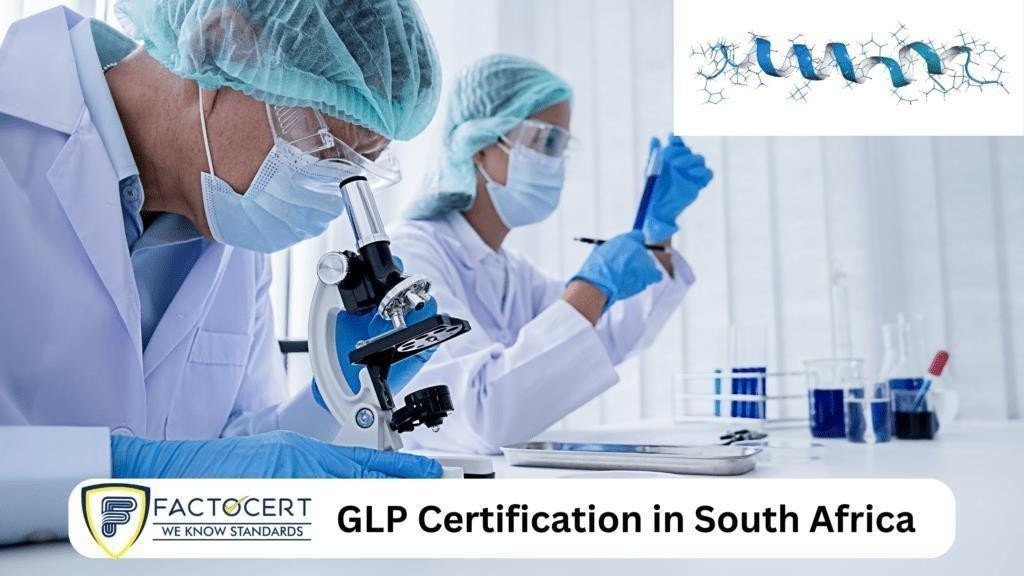 FACTOCERT
WE KNOW STANDARDS
GLP Certification in South Africa